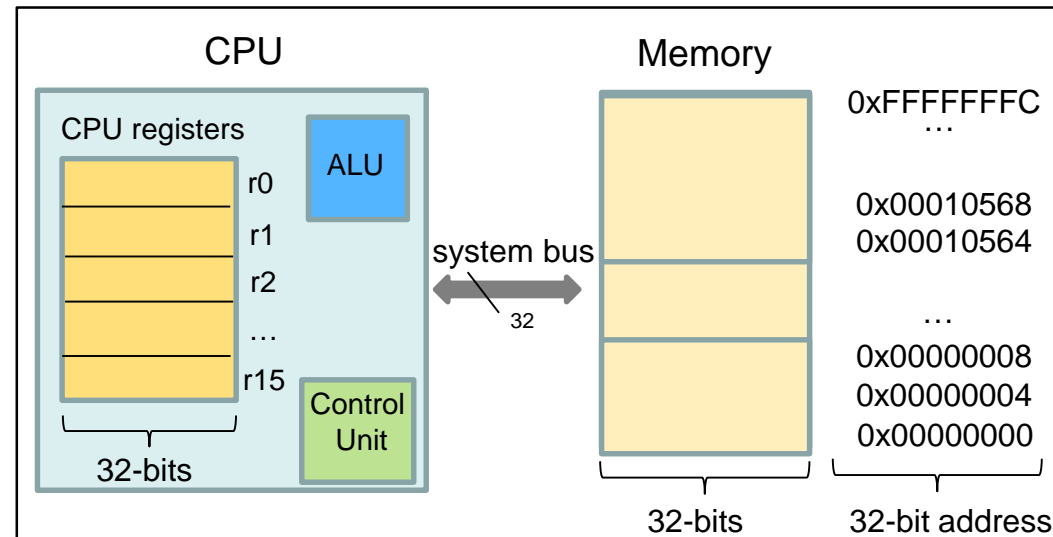 CPU
CPU registers
r0
r1
r2
…
r15
32-bits
ALU
Control
Unit
system bus
32
Memory
32-bits
0xFFFFFFFC
…
0x00010568
0x00010564
…
0x00000008
0x00000004
0x00000000
32-bit address